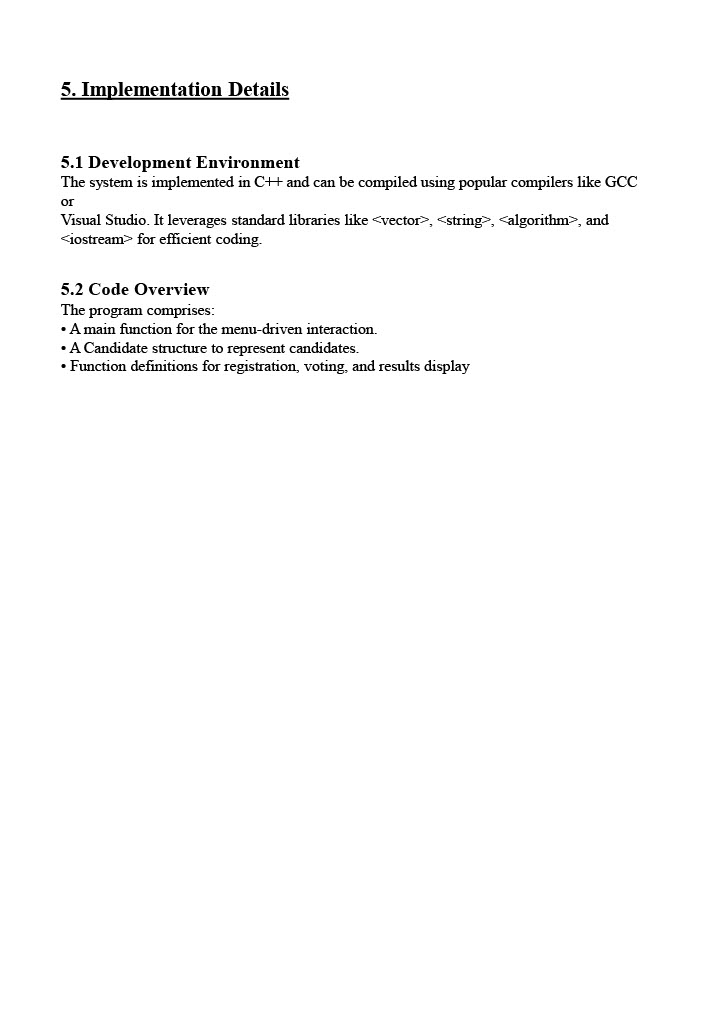 5. Implementation Details
5.1 Development Environment
The system is implemented in C++ and can be compiled using popular compilers like GCC
or
Visual Studio. It leverages standard libraries like <vector>, <string>, <algorithm>, and
<iostream> for efficient coding.
5.2 Code Overview
The program comprises:
• A main function for the menu-driven interaction.
• A Candidate structure to represent candidates.
• Function definitions for registration, voting, and results display